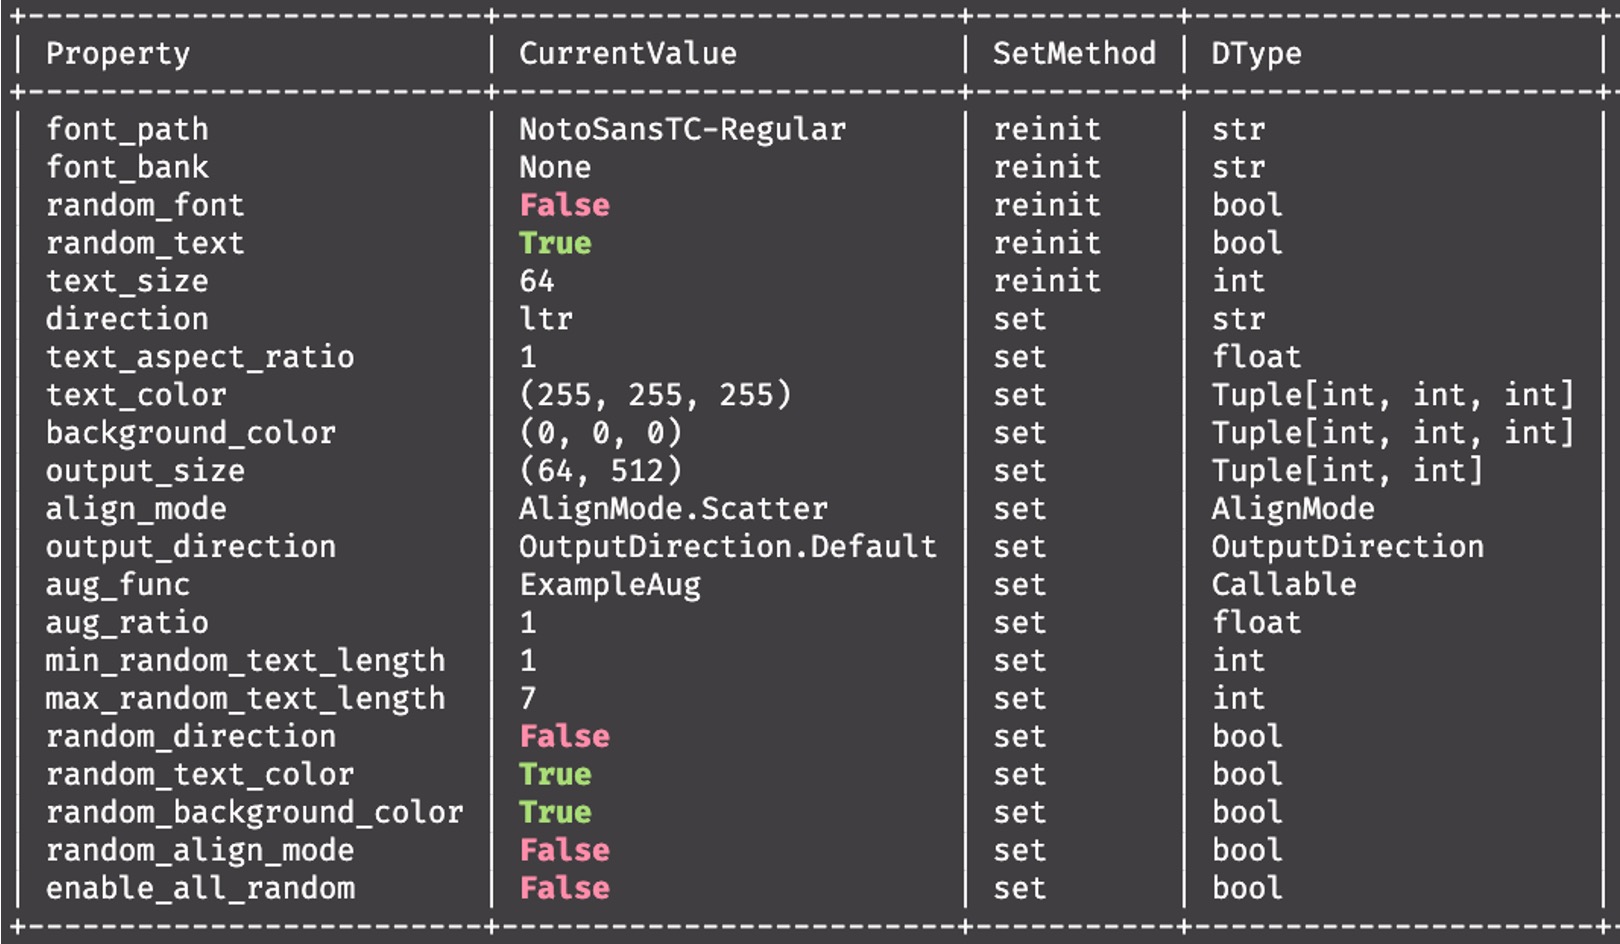 Property CurrentValue SetMethod DType
font_path NotoSansTC-Regular reinit str
font_bank None reinit str
random_font False reinit bool
random_text True reinit bool
text_size 64 reinit int
direction ltr set str
text_aspect_ratio 1 set float
text_color (255, 255, 255) set Tuple[int, int, int]
background_color (0, 0, 0) set Tuple[int, int, int]
output_size (64, 512) set Tuple[int, int]
align_mode AlignMode.Scatter set AlignMode
output_direction OutputDirection.Default set OutputDirection
aug_func ExampleAug set Callable
aug_ratio 1 set float
min_random_text_length 1 set int
max_random_text_length 7 set int
random_direction False set bool
random_text_color True set bool
random_background_color True set bool
random_align_mode False set bool
enable_all_random False set bool